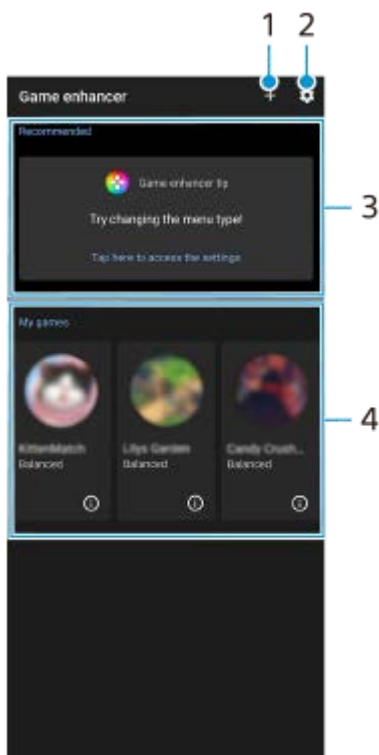 1 2
Game enhancer +
Recommended
Game enhancer tip
Try changing the menu type!
Tap here to access the settings
3
My games
KittenMatch Lilys Garden Candy Crush...
Balanced Balanced Balanced
4